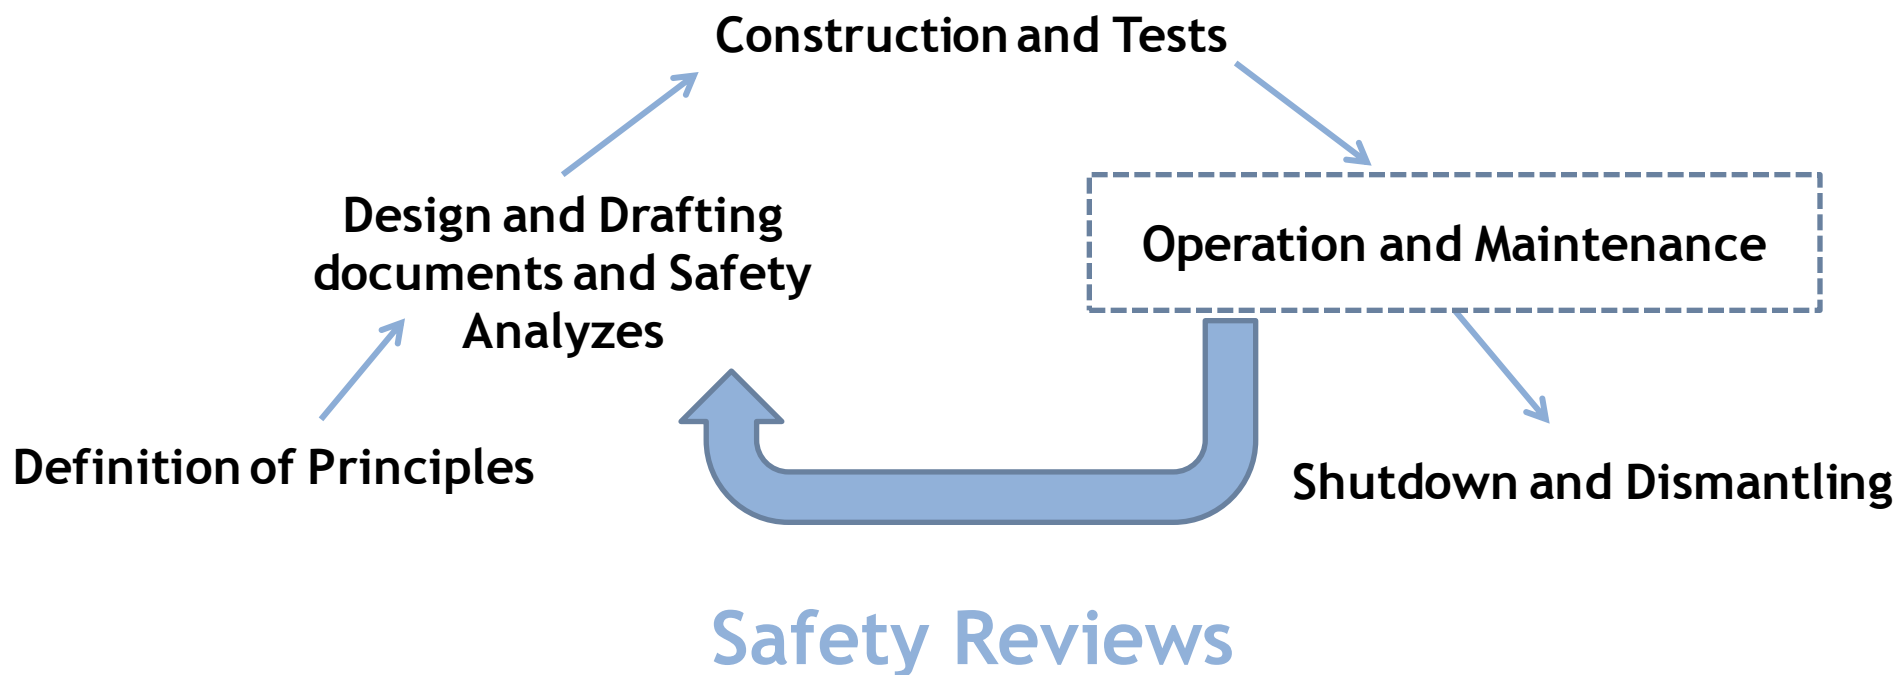 Construction and Tests
Design and Drafting
documents and Safety
Analyzes
Operation and Maintenance
Definition of Principles
Shutdown and Dismantling
Safety Reviews